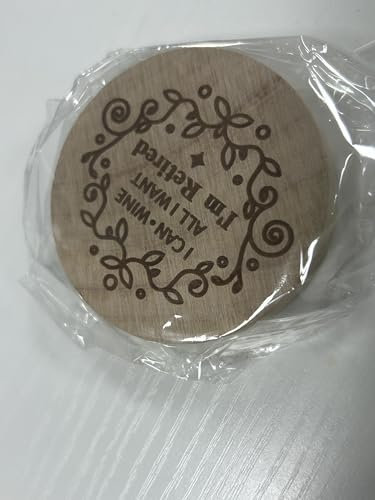 I CAN • WINE
ALL I WANT
I'm Retired